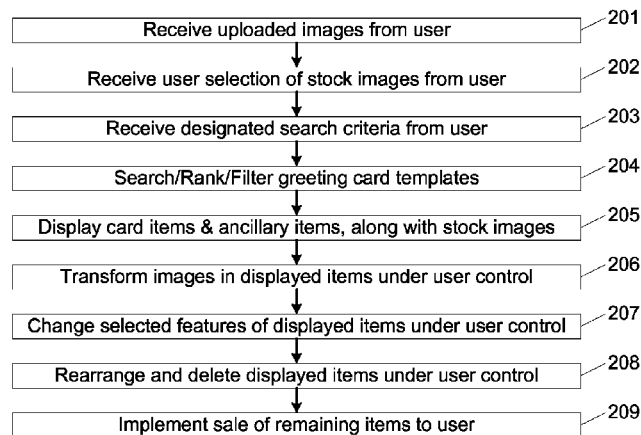 Receive uploaded images from user 201
Receive user selection of stock images from user 202
Receive designated search criteria from user 203
Search/Rank/Filter greeting card templates 204
Display card items & ancillary items, along with stock images 205
Transform images in displayed items under user control 206
Change selected features of displayed items under user control 207
Rearrange and delete displayed items under user control 208
Implement sale of remaining items to user 209